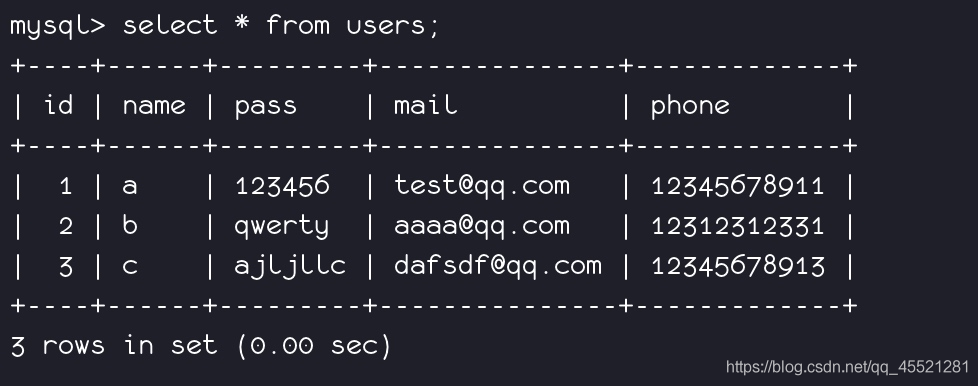 mysql> select * from users;
+----+------+---------+---------------+-------------+
| id | name | pass    | mail          | phone       |
+----+------+---------+---------------+-------------+
|  1 | a    | 123456  | test@qq.com   | 12345678911 |
|  2 | b    | qwerty  | aaaa@qq.com   | 12312312331 |
|  3 | c    | ajljllc | dafsdf@qq.com | 12345678913 |
+----+------+---------+---------------+-------------+
3 rows in set (0.00 sec)
https://blog.csdn.net/qq_45521281